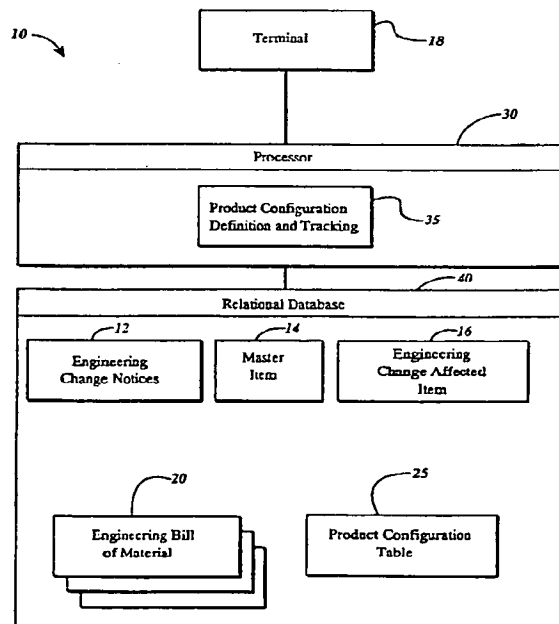 10
Terminal
18
30
Processor
Product Configuration
Definition and Tracking
35
40
Relational Database
12
14
16
Engineering
Change Notices
Master
Item
Engineering
Change Affected
Item
20
25
Engineering Bill
of Material
Product Configuration
Table